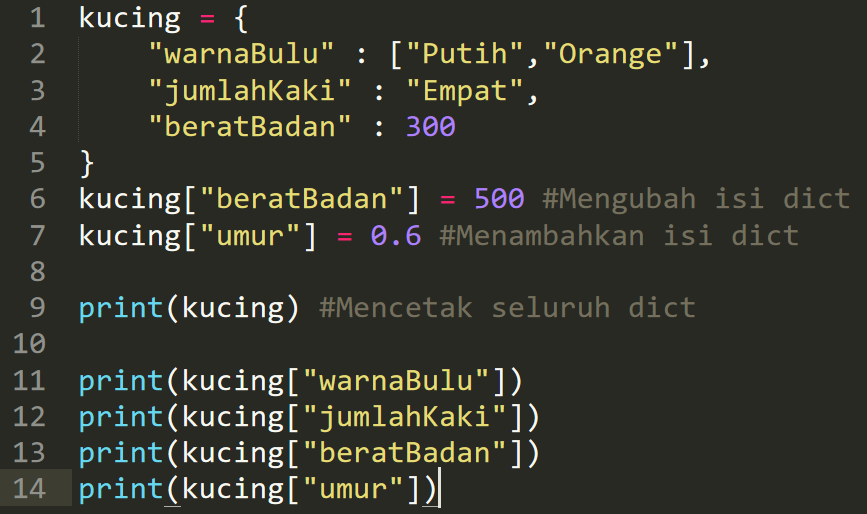 1 kucing = {
2     "warnaBulu" : ["Putih","Orange"],
3     "jumlahKaki" : "Empat",
4     "beratBadan" : 300
5 }
6 kucing["beratBadan"] = 500 #Mengubah isi dict
7 kucing["umur"] = 0.6 #Menambahkan isi dict
8
9 print(kucing) #Mencetak seluruh dict
10
11 print(kucing["warnaBulu"])
12 print(kucing["jumlahKaki"])
13 print(kucing["beratBadan"])
14 print(kucing["umur"])